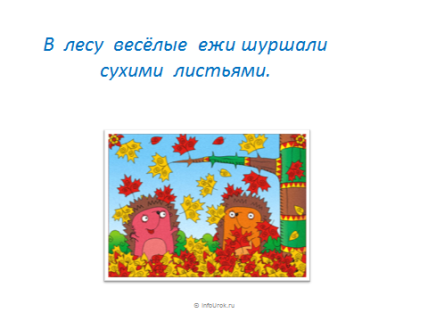 В лесу весёлые ежи шуршали
сухими листьями.
© InfoUrok.ru